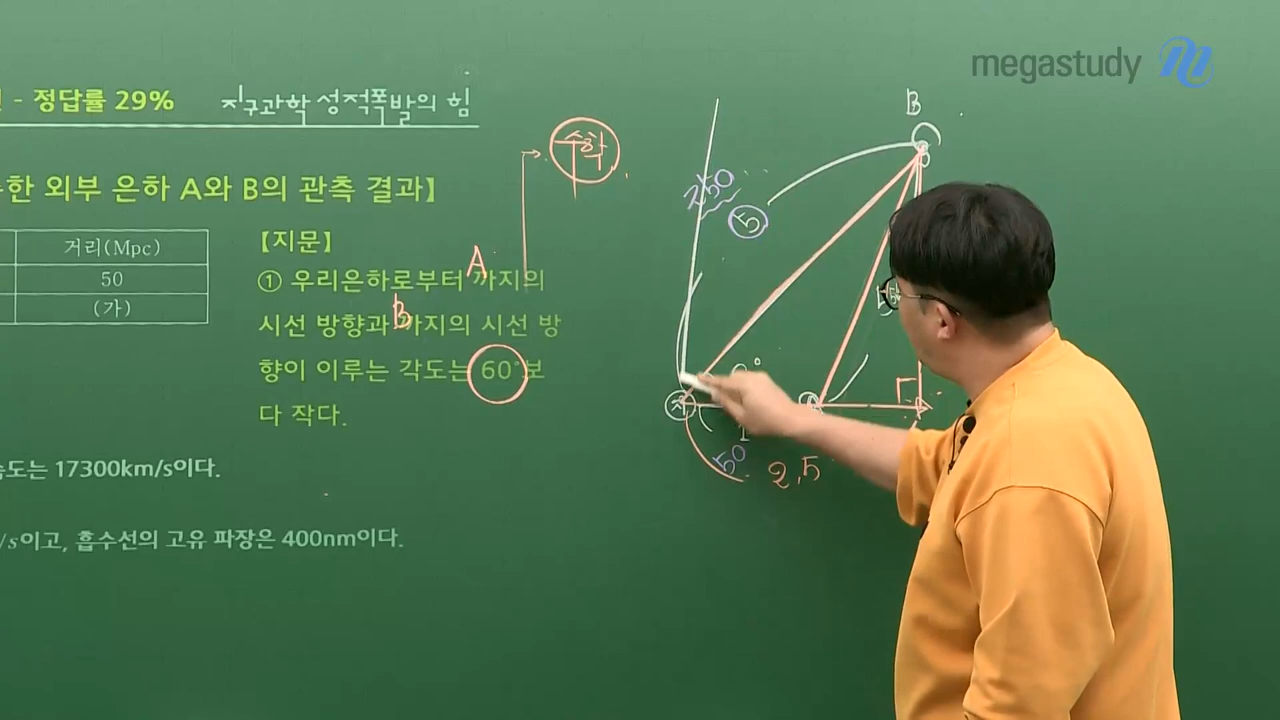 megastudy
- 정답률 29%
지구과학 성적폭발의 힘
수학
한 외부 은하 A와 B의 관측 결과】
거리(Mpc)
50
(가)
【지문】
A
① 우리은하로부터 까지의
B
시선 방향과 까지의 시선 방
향이 이루는 각도는 60°보
다 작다.
속도는 17300km/s이다.
/s이고, 흡수선의 고유 파장은 400nm이다.
B
250
5
50
2.5